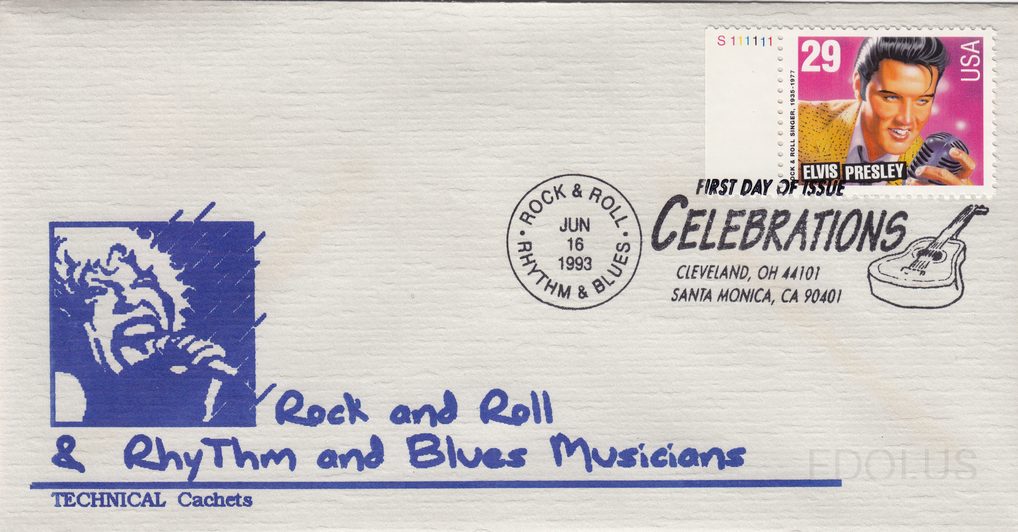 S 111111
29
USA
ROCK & ROLL SINGER, 1935-1977
ELVIS PRESLEY
FIRST DAY OF ISSUE
CELEBRATIONS
CLEVELAND, OH 44101
SANTA MONICA, CA 90401
ROCK & ROLL
JUN
16
1993
RHYTHM & BLUES
Rock and Roll
& RhyThm and Blues Musicians
TECHNICAL Cachets
EDOLUS